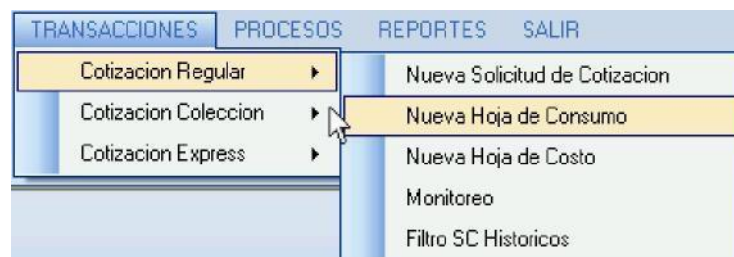 TRANSACCIONES PROCESOS REPORTES SALIR
Cotizacion Regular
Cotizacion Coleccion
Cotizacion Express
Nueva Solicitud de Cotizacion
Nueva Hoja de Consumo
Nueva Hoja de Costo
Monitoreo
Filtro SC Historicos